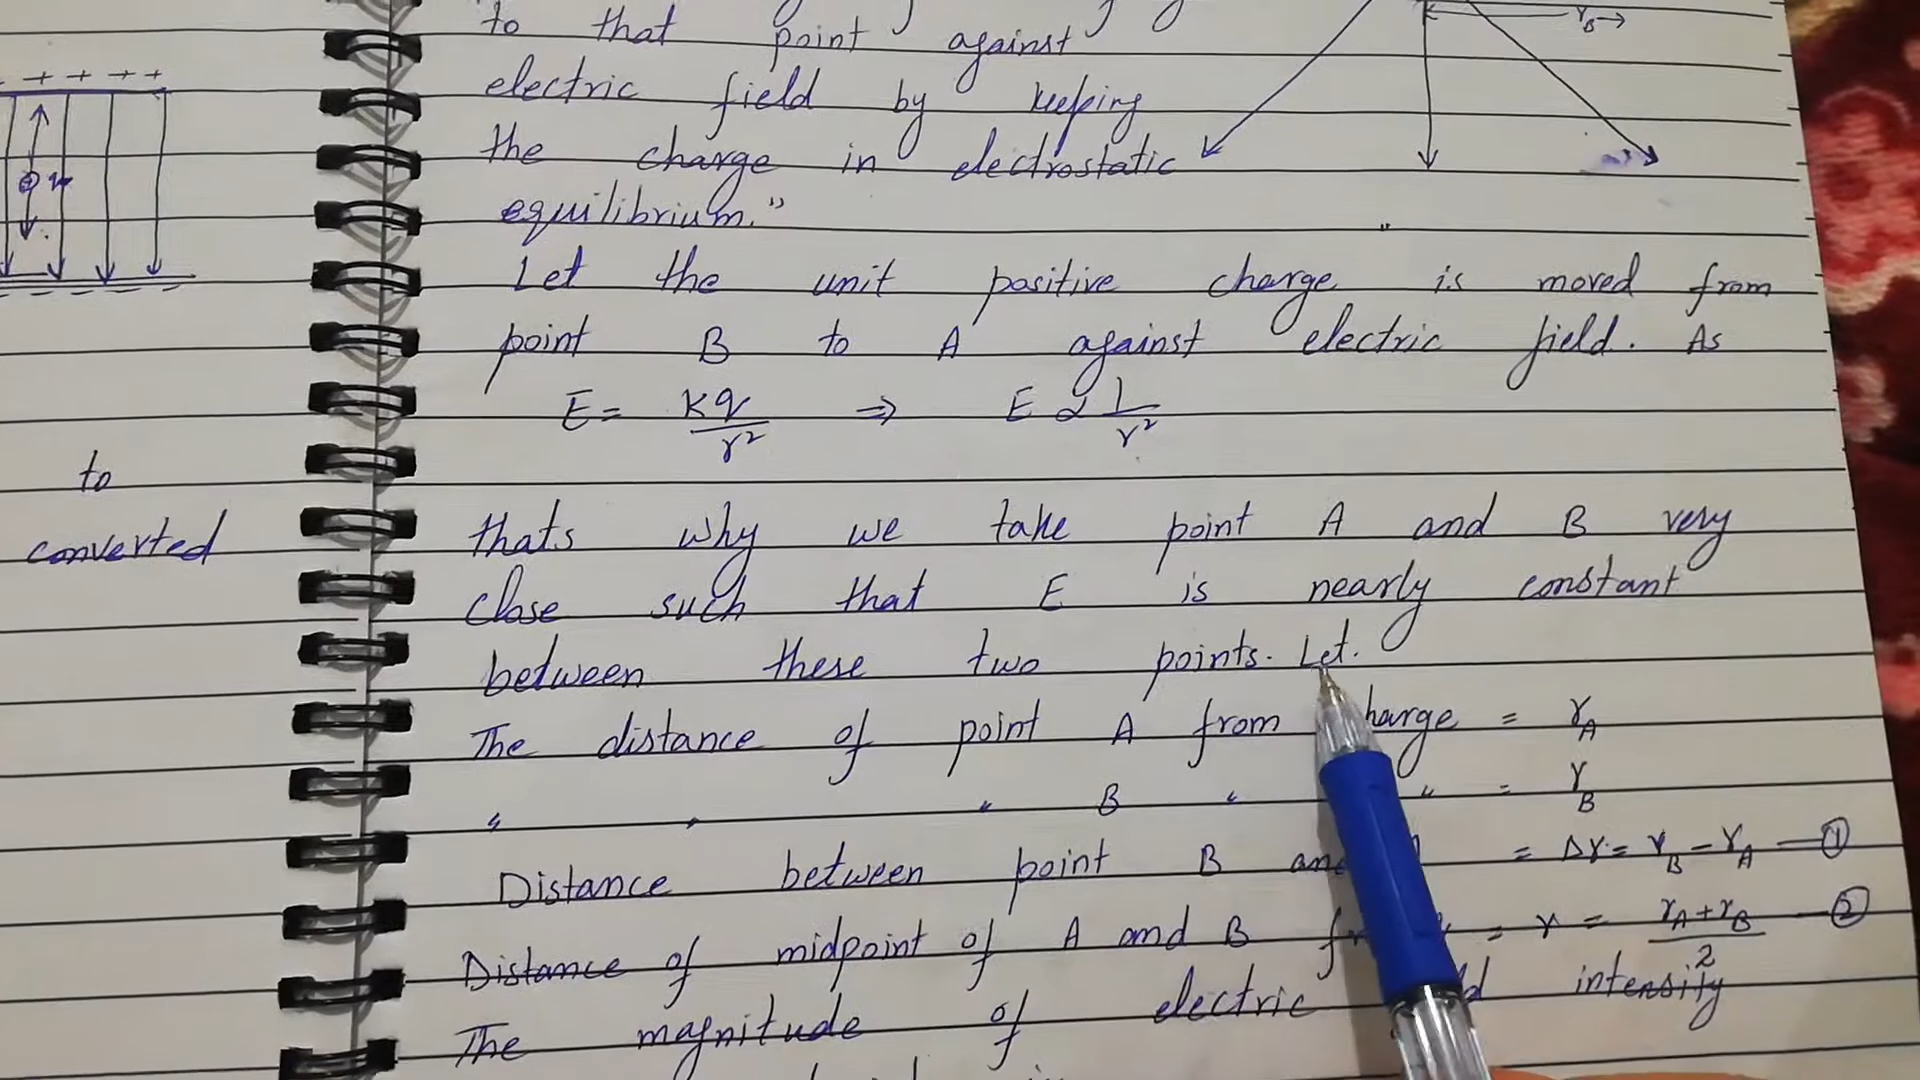 to that point against
electric field by keeping
the charge in electrostatic
equilibrium."
Let the unit positive charge is moved from
point B to A against electric field. As
E = Kq/r² ⇒ E ∝ 1/r²
thats why we take point A and B very
close such that E is nearly constant
between these two points. Let.
The distance of point A from charge = rA
" " " B " " = rB
Distance between point B and = Δr = rB - rA — ①
Distance of midpoint of A and B = r = rA + rB / 2 — ②
The magnitude of electric intensity
rB →
+ + + +
to
converted